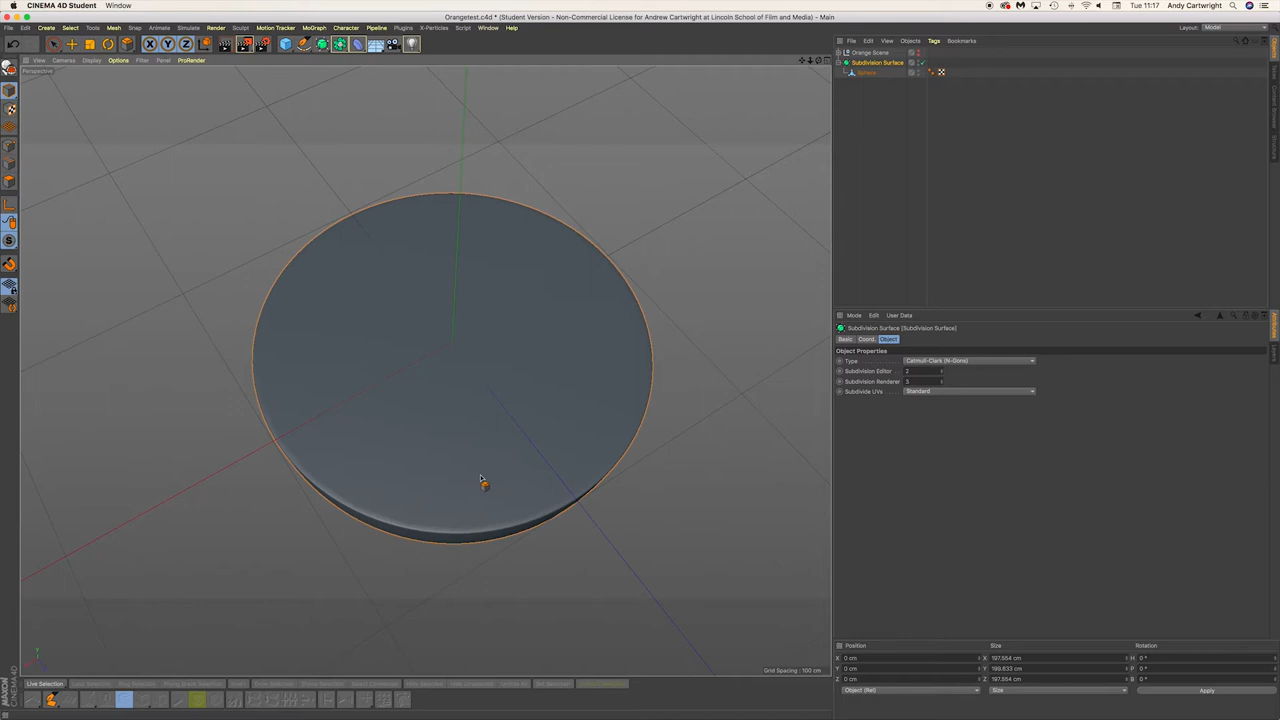 CINEMA 4D Window
Tue 11:17 Andy Cartwright
Orangetest.c4d * (Student Version - Non-Commercial License for Andrew Cartwright at Lincoln School of Film and Media) - Main
File Edit Create Select Tools Mesh Snap Animate Simulate Render Sculpt Motion Tracker MoGraph Character Pipeline Plugins X-Particles Script Window Help
Layout: Model
File Edit View Objects Tags Bookmarks
View Cameras Display Options Filter Panel ProRender
Perspective
Orange Scene
Subdivision Surface
Sphere
Mode Edit User Data
Subdivision Surface [Subdivision Surface]
Basic Coord. Object
Object Properties
Type Catmull-Clark (N-Gons)
Subdivision Editor 2
Subdivision Renderer 3
Subdivide UVs Standard
Position Size Rotation
X 0 cm X 197.554 cm H 0 °
Y 0 cm Y 199.833 cm P 0 °
Z 0 cm Z 197.554 cm B 0 °
Object (Rel) Size Apply
Grid Spacing : 100 cm
Live Selection
MAXON CINEMA4D